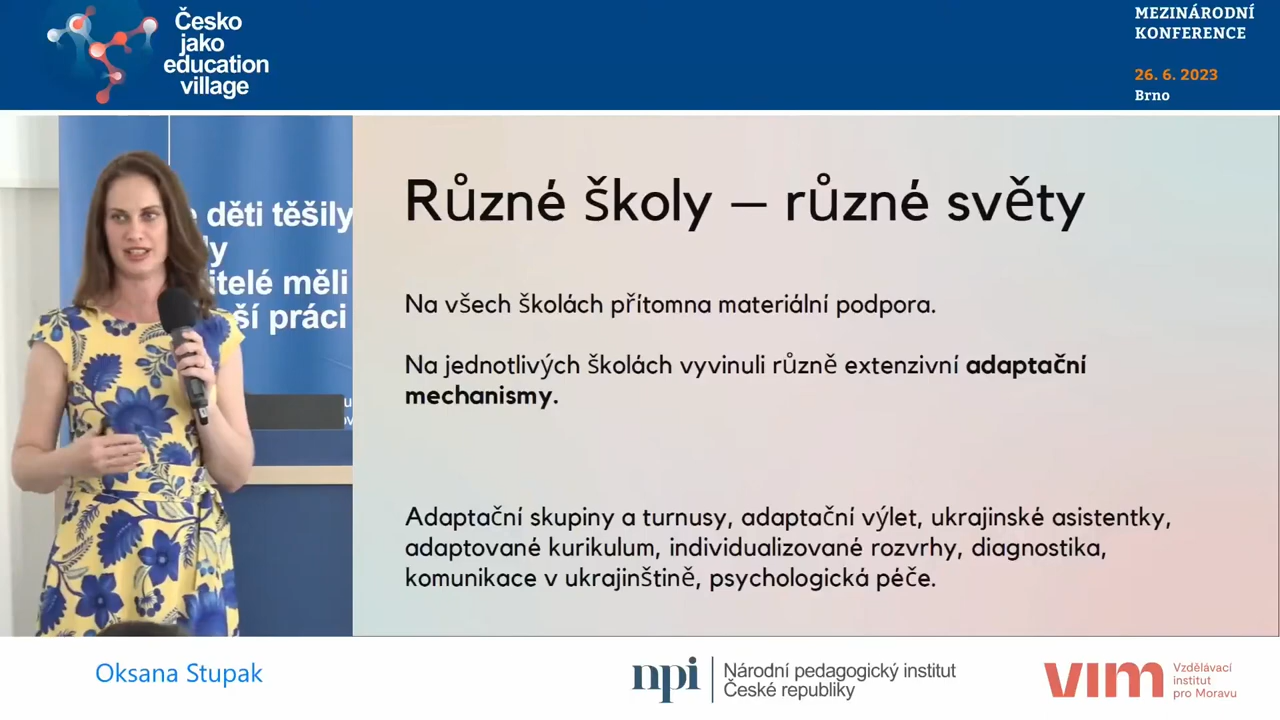 Česko
jako
education
village
MEZINÁRODNÍ
KONFERENCE
26. 6. 2023
Brno
děti těšily
itelé měli
ší práci
Různé školy – různé světy
Na všech školách přítomna materiální podpora.
Na jednotlivých školách vyvinuli různě extenzivní adaptační
mechanismy.
Adaptační skupiny a turnusy, adaptační výlet, ukrajinské asistentky,
adaptované kurikulum, individualizované rozvrhy, diagnostika,
komunikace v ukrajinštině, psychologická péče.
Oksana Stupak
npi
Národní pedagogický institut
České republiky
vim
Vzdělávací
institut
pro Moravu